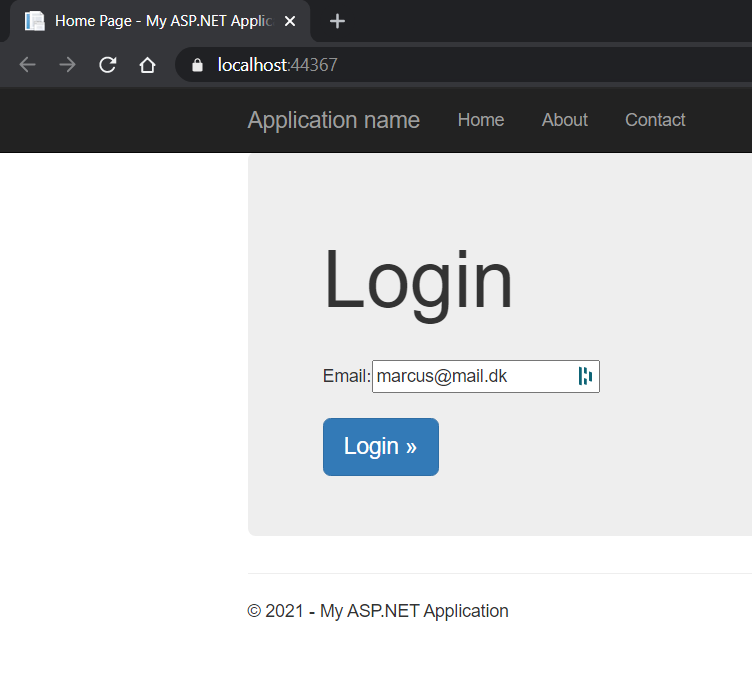 Home Page - My ASP.NET Applic
localhost:44367
Application name Home About Contact
Login
Email: marcus@mail.dk
Login »
© 2021 - My ASP.NET Application